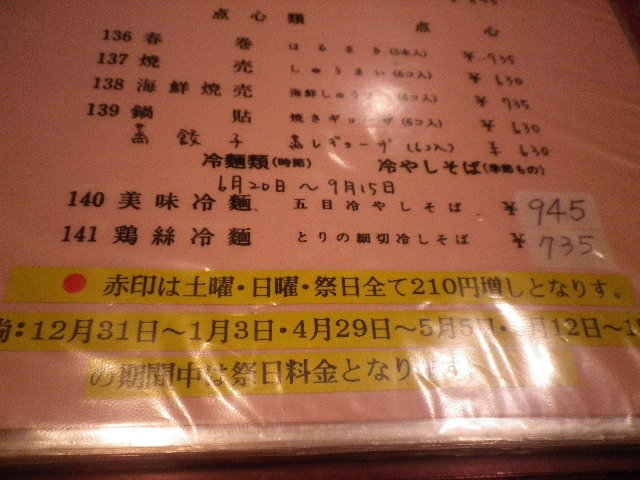 点心類 点心
136 春巻 はるまき(5本入) ¥735
137 焼売 しゅうまい(6コ入) ¥630
138 海鮮焼売 海鮮しゅうマイ(6コ入) ¥735
139 鍋貼 焼きギョーザ(6コ入) ¥630
蒸餃子 蒸しギョーザ(6コ入) ¥630
冷麺類(時節) 冷やしそば(季節もの)
6月20日~9月15日
140 美味冷麺 五目冷やしそば ¥945
141 鶏絲冷麺 とりの細切冷しそば ¥735
●赤印は土曜・日曜・祭日全て210円増しとなりす。
尚:12月31日~1月3日・4月29日~5月5日・月12日~1
の期間中は祭日料金となります